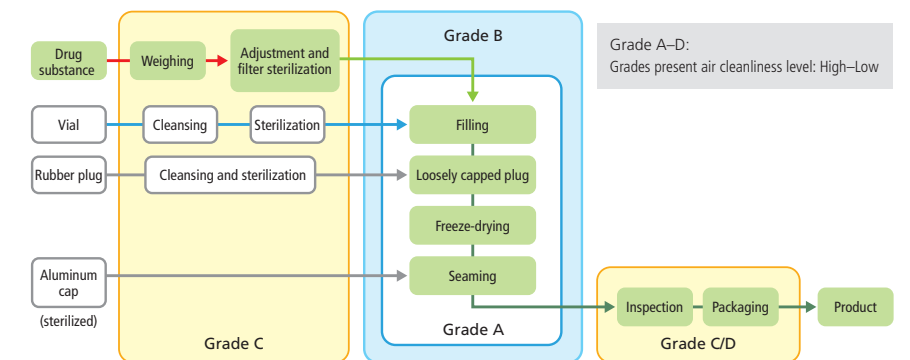 Grade B
Grade A–D:
Grades present air cleanliness level: High–Low
Drug
substance
Weighing
Adjustment and
filter sterilization
Vial
Cleansing
Sterilization
Filling
Rubber plug
Cleansing and sterilization
Loosely capped plug
Freeze-drying
Aluminum
cap
(sterilized)
Seaming
Inspection
Packaging
Product
Grade C
Grade A
Grade C/D